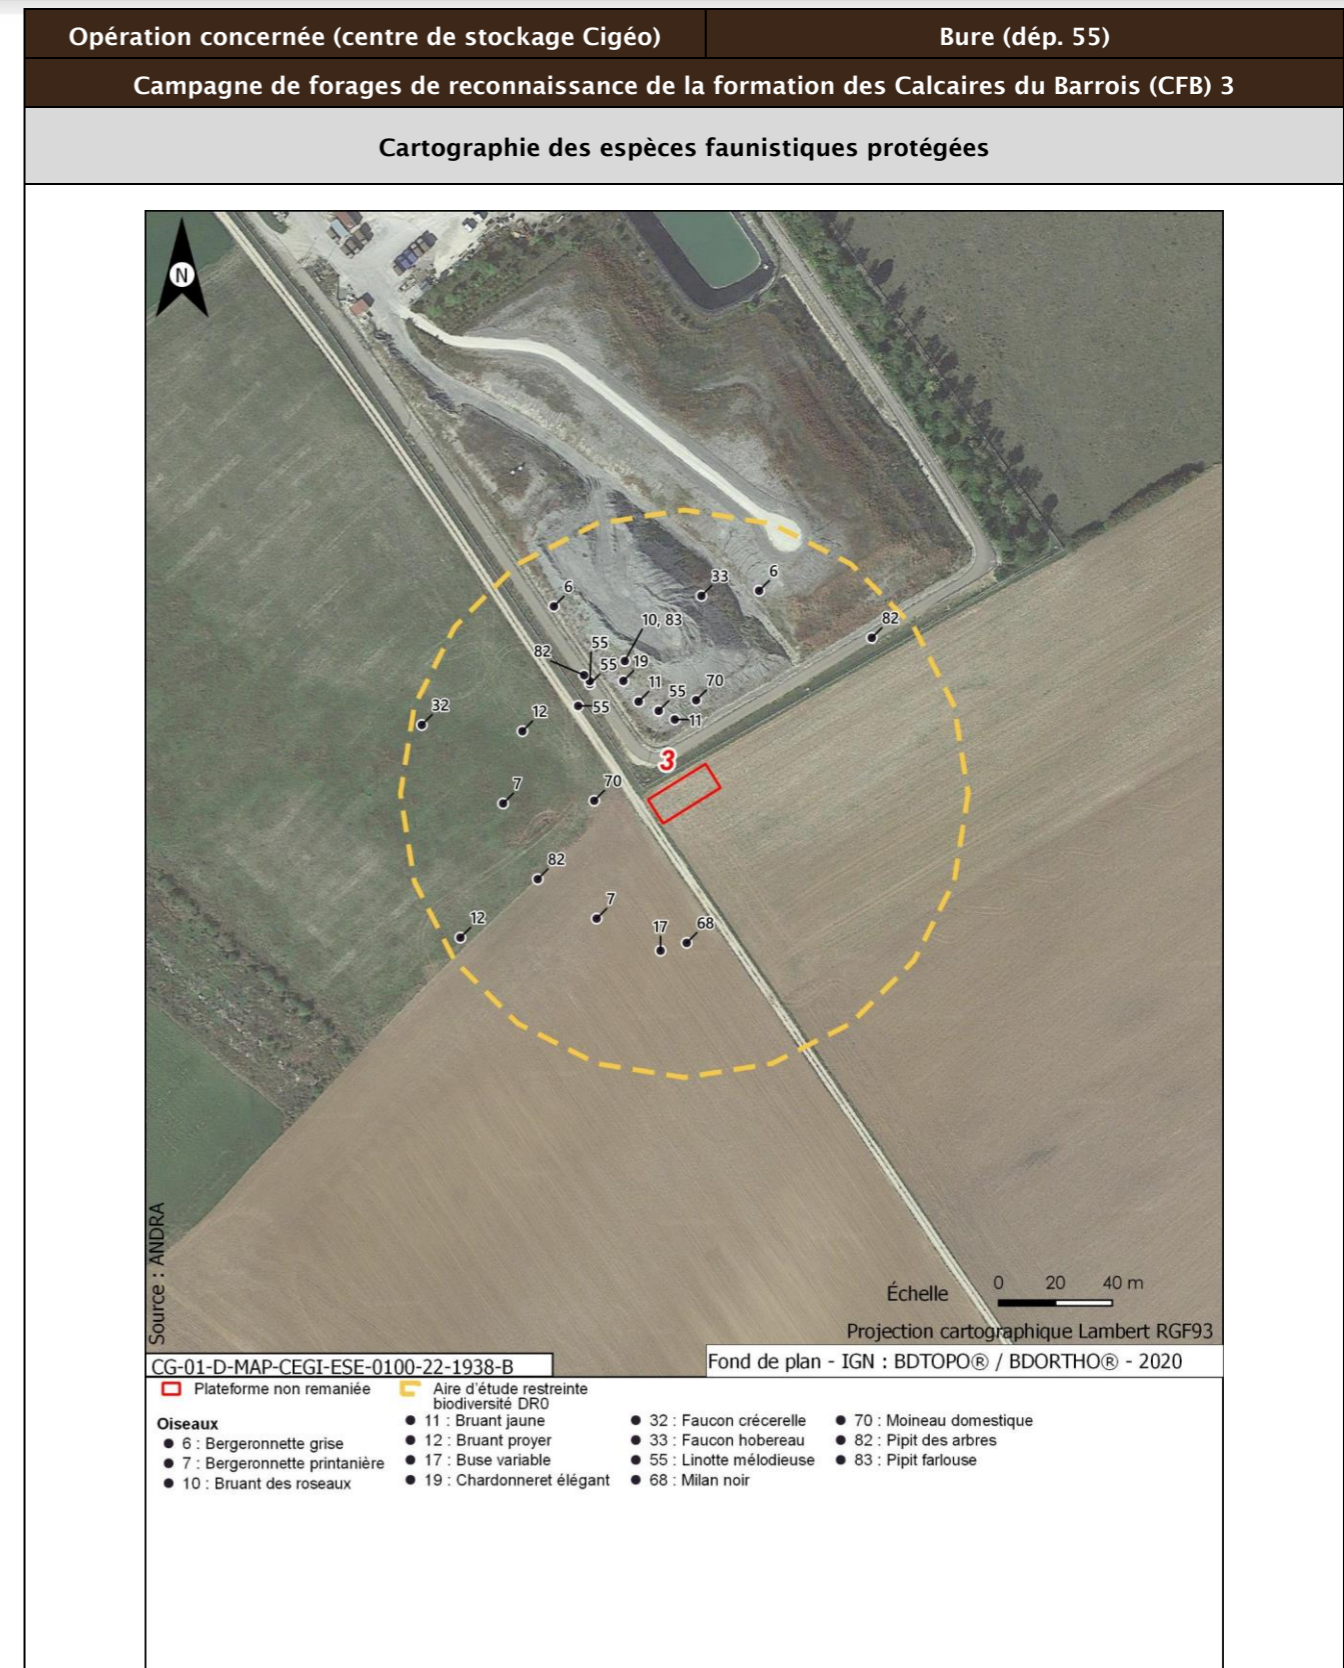 Opération concernée (centre de stockage Cigéo)
Bure (dép. 55)
Campagne de forages de reconnaissance de la formation des Calcaires du Barrois (CFB) 3
Cartographie des espèces faunistiques protégées
N
6
33
6
10, 83
82
55
55
19
82
11
55
70
55
11
32
12
3
7
70
82
7
12
17
68
Source : ANDRA
Échelle
0 20 40 m
Projection cartographique Lambert RGF93
CG-01-D-MAP-CEGI-ESE-0100-22-1938-B
Fond de plan - IGN : BDTOPO® / BDORTHO® - 2020
Plateforme non remaniée
Aire d'étude restreinte
biodiversité DR0
Oiseaux
6 : Bergeronnette grise
7 : Bergeronnette printanière
10 : Bruant des roseaux
11 : Bruant jaune
12 : Bruant proyer
17 : Buse variable
19 : Chardonneret élégant
32 : Faucon crécerelle
33 : Faucon hobereau
55 : Linotte mélodieuse
68 : Milan noir
70 : Moineau domestique
82 : Pipit des arbres
83 : Pipit farlouse